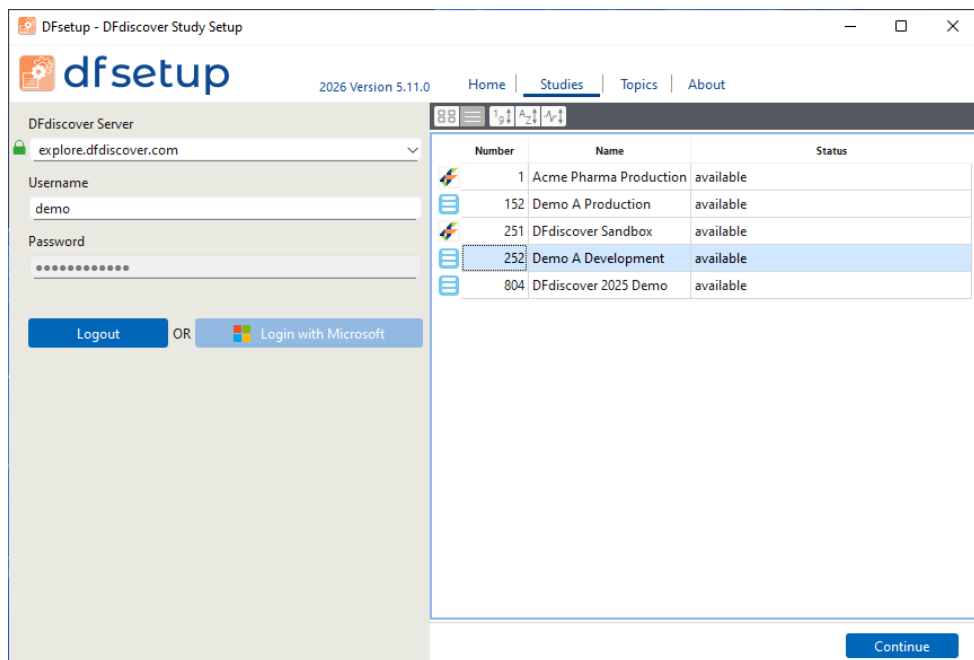 DFsetup - DFdiscover Study Setup
dfsetup
2026 Version 5.11.0
Home
Studies
Topics
About
DFdiscover Server
explore.dfdiscover.com
Username
demo
Password
Logout
OR
Login with Microsoft
Number Name Status
1 Acme Pharma Production available
152 Demo A Production available
251 DFdiscover Sandbox available
252 Demo A Development available
804 DFdiscover 2025 Demo available
Continue